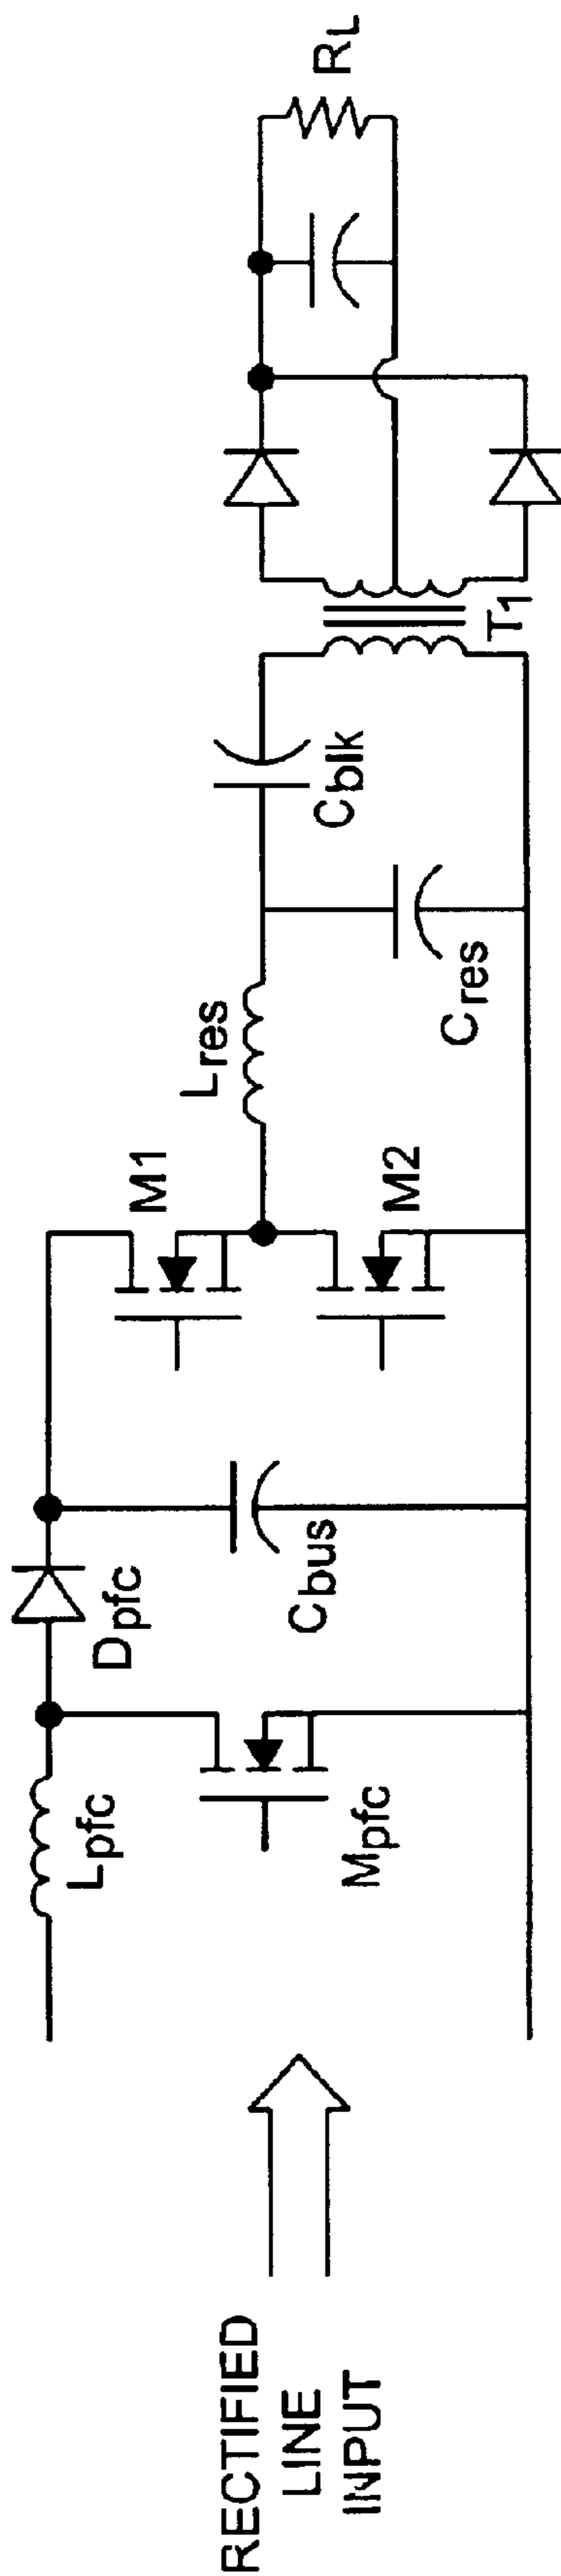 RECTIFIED
LINE
INPUT
Lpfc
Mpfc
Dpfc
Cbus
M1
M2
Lres
Cres
Cblk
T1
RL